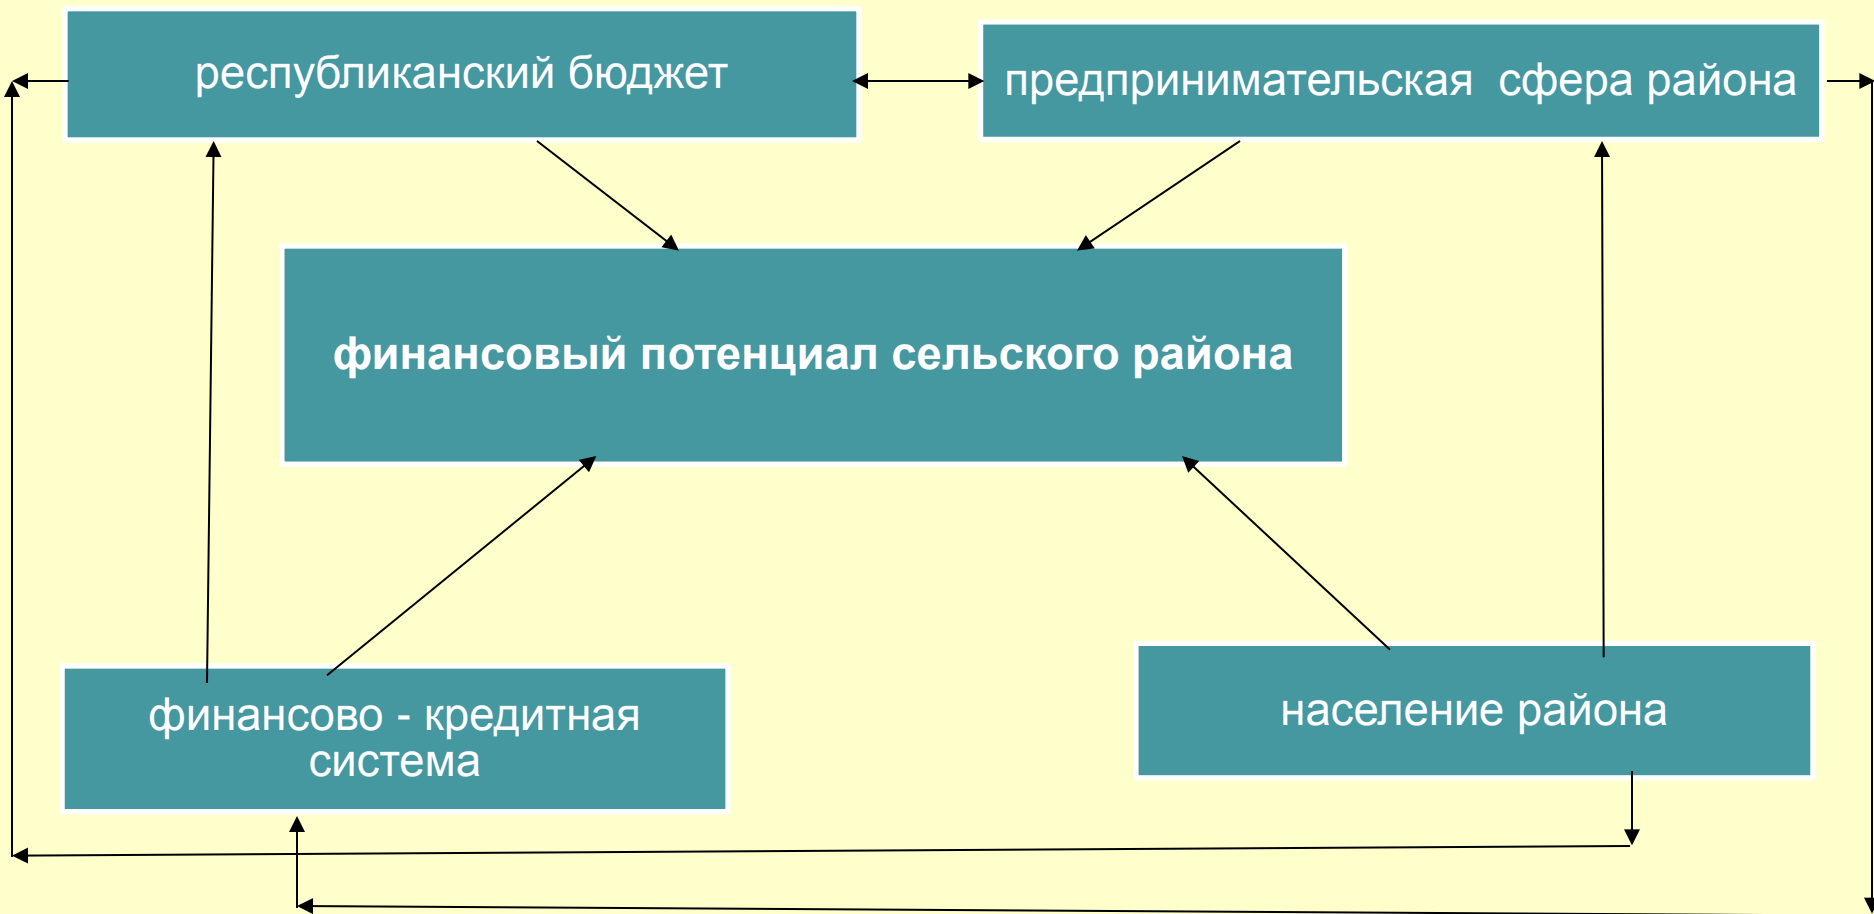 республиканский бюджет
предпринимательская сфера района
финансовый потенциал сельского района
финансово - кредитная
система
население района